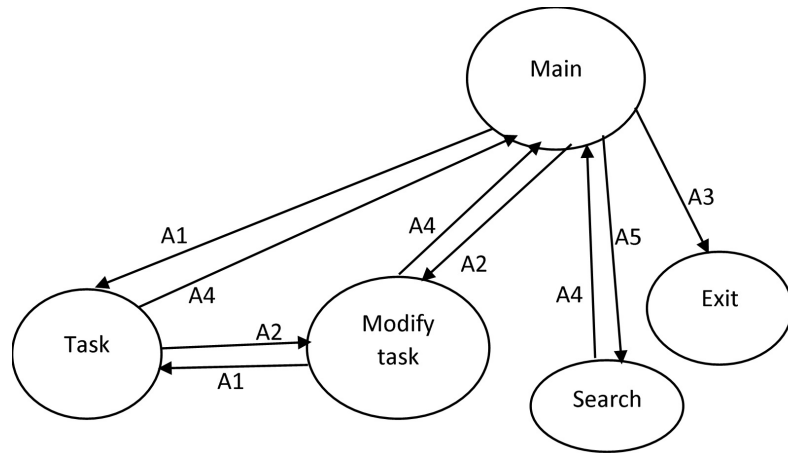 Main
A3
A4
A1
A5
A2
A4
A4
Exit
Modify
task
A2
Task
A1
Search